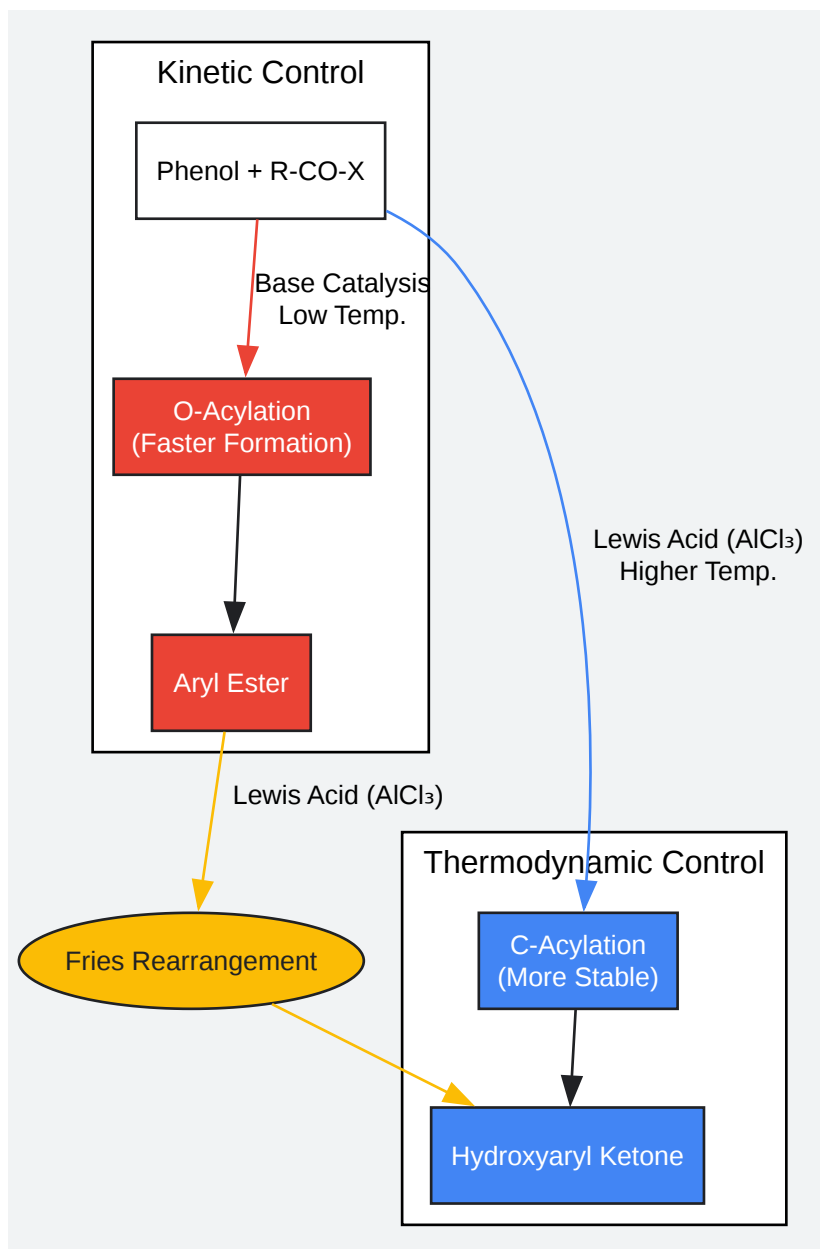 Kinetic Control
Phenol + R-CO-X
Base Catalysis
Low Temp.
O-Acylation
(Faster Formation)
Lewis Acid (AlCl₃)
Higher Temp.
Aryl Ester
Lewis Acid (AlCl₃)
Thermodynamic Control
Fries Rearrangement
C-Acylation
(More Stable)
Hydroxyaryl Ketone